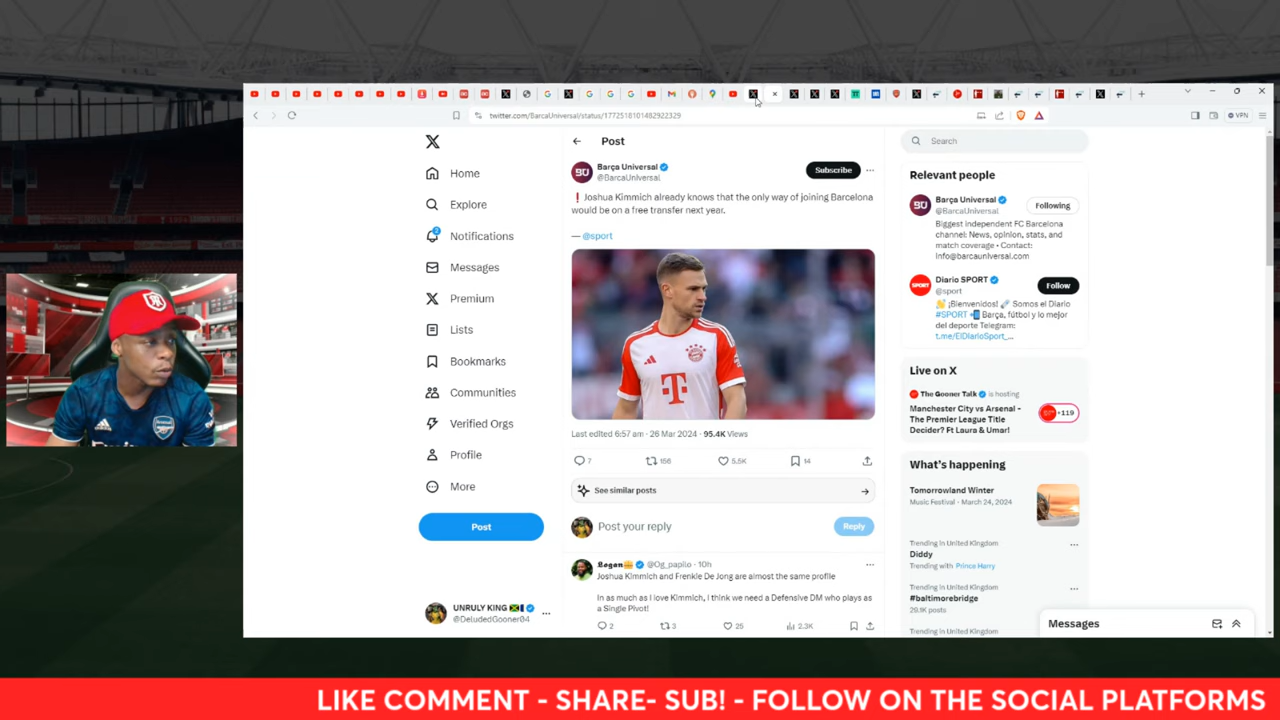 twitter.com/BarcaUniversal/status/1772518101482922329
VPN
Post
Search
Home
Explore
Notifications
Messages
Premium
Lists
Bookmarks
Communities
Verified Orgs
Profile
More
Post
UNRULY KING
@DeludedGooner04
Barça Universal
@BarcaUniversal
Subscribe
❗️Joshua Kimmich already knows that the only way of joining Barcelona
would be on a free transfer next year.
— @sport
Last edited 6:57 am · 26 Mar 2024 · 95.4K Views
7 156 5.5K 14
See similar posts
Post your reply
Reply
Logan @Og_papilo · 10h
Joshua Kimmich and Frenkie De Jong are almost the same profile
In as much as I love Kimmich, I think we need a Defensive DM who plays as
a Single Pivot!
2 3 25 2.3K
Relevant people
Barça Universal
@BarcaUniversal
Following
Biggest independent FC Barcelona
channel: News, opinion, stats, and
match coverage • Contact:
Info@barcauniversal.com
SPORT
Diario SPORT
@sport
Follow
¡Bienvenidos! Somos el Diario
#SPORT Barça, fútbol y lo mejor
del deporte Telegram:
t.me/ElDiarioSport_...
Live on X
The Gooner Talk is hosting
Manchester City vs Arsenal -
The Premier League Title
Decider? Ft Laura & Umar!
+119
What's happening
Tomorrowland Winter
Music Festival · March 24, 2024
Trending in United Kingdom
Diddy
Trending with Prince Harry
Trending in United Kingdom
#baltimorebridge
Trending in United Kingdom
Messages
LIKE COMMENT - SHARE- SUB! - FOLLOW ON THE SOCIAL PLATFORMS